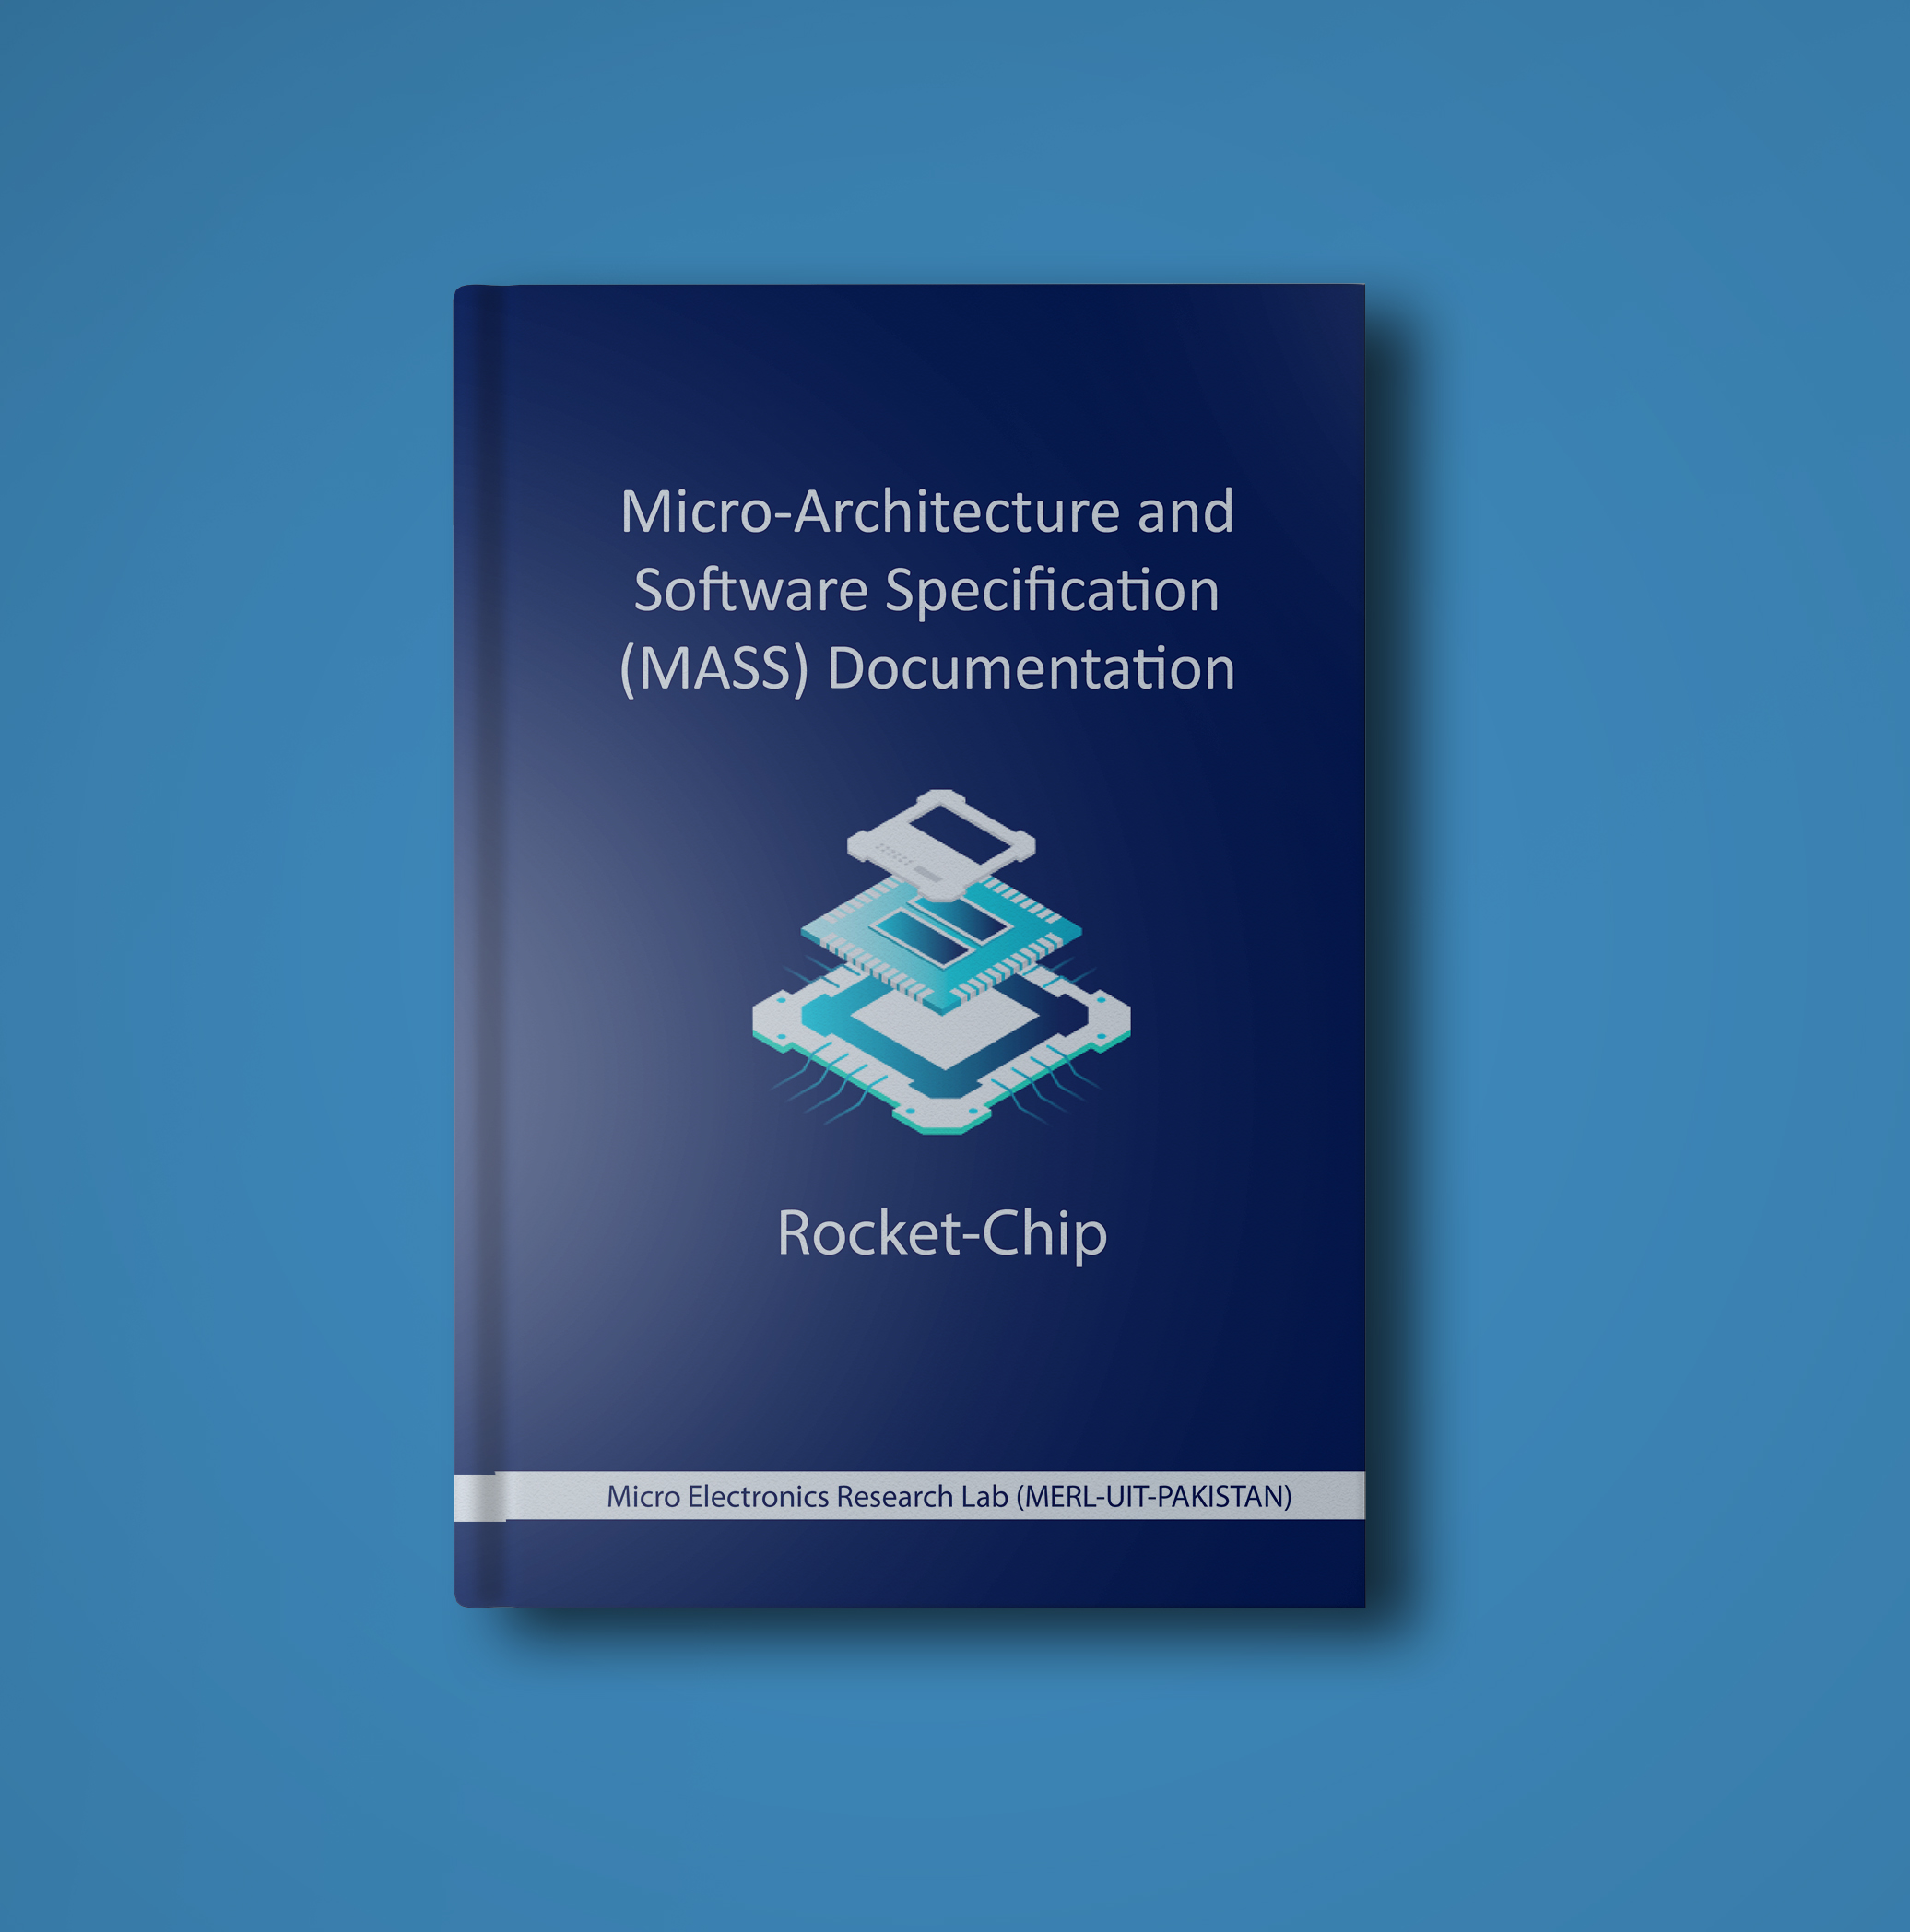 Micro-Architecture and
Software Specification
(MASS) Documentation
Rocket-Chip
Micro Electronics Research Lab (MERL-UIT-PAKISTAN)